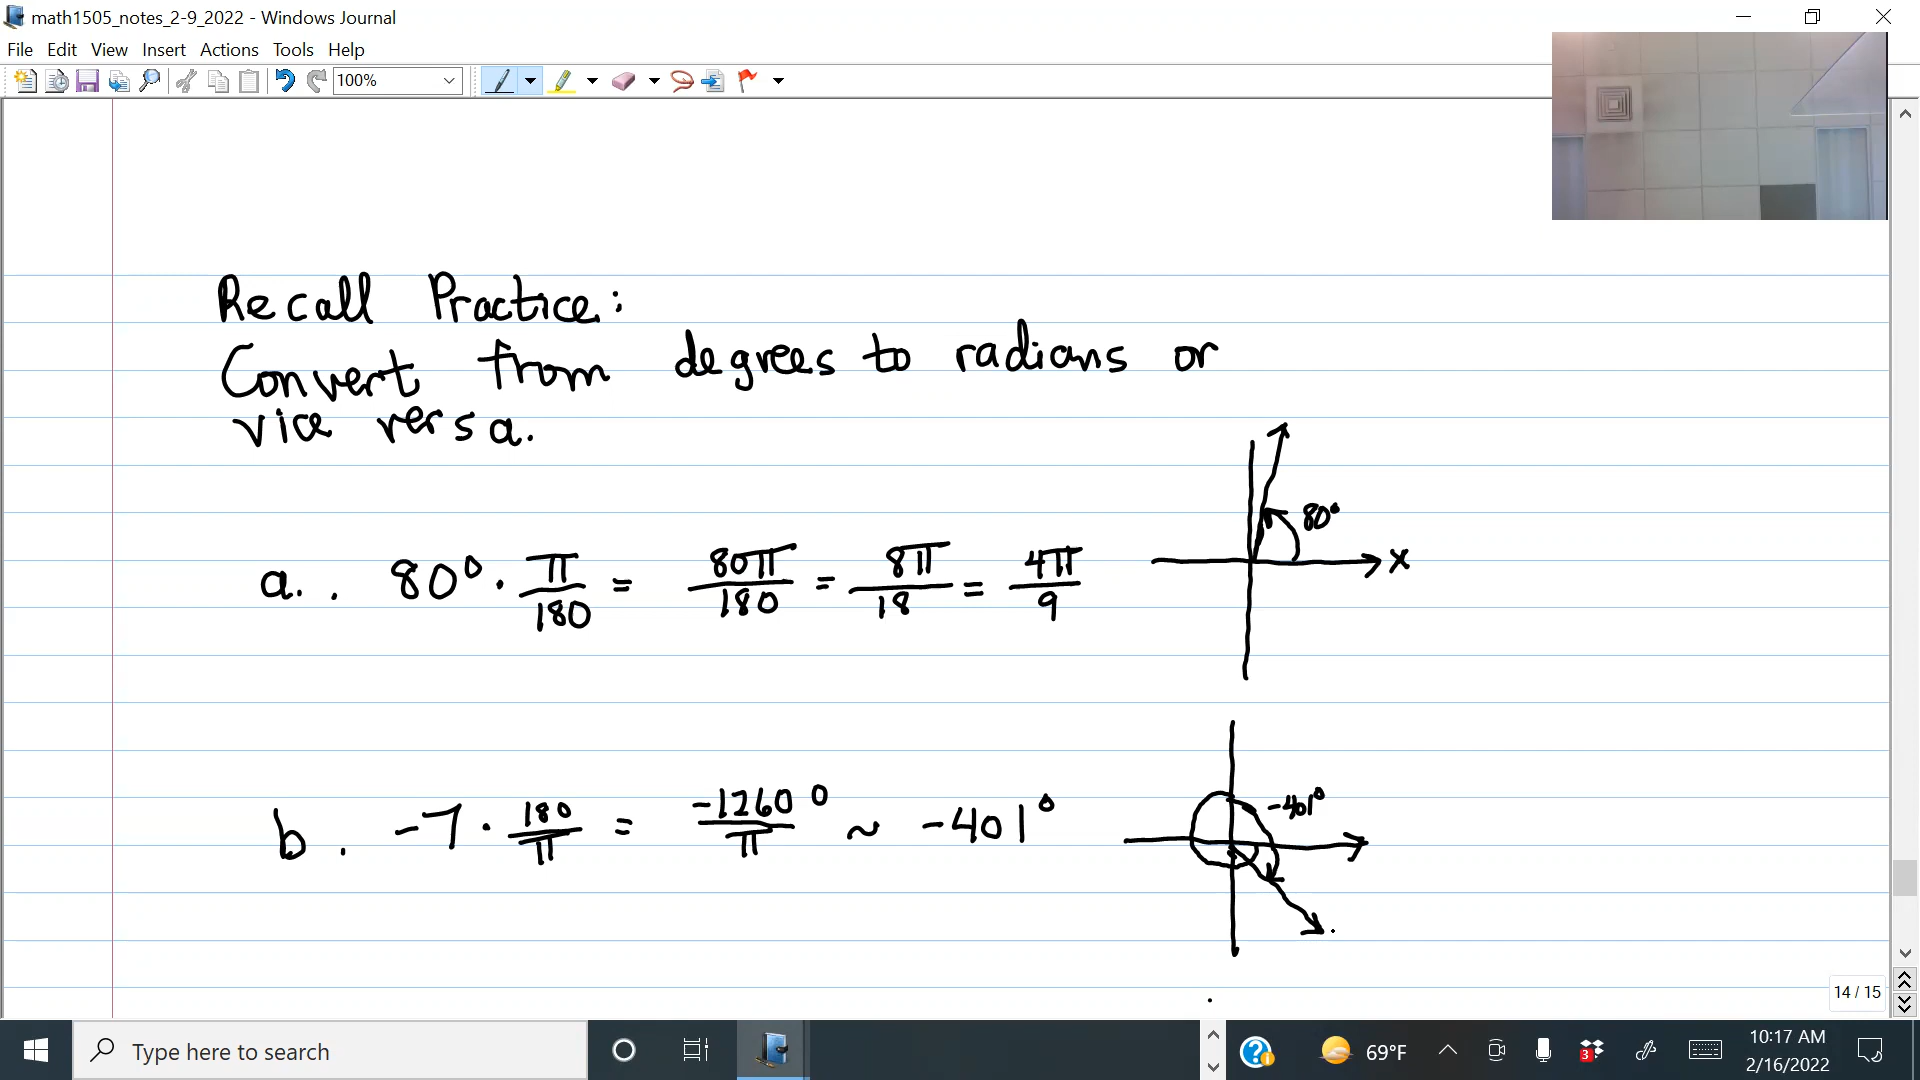 math1505_notes_2-9_2022 - Windows Journal
File Edit View Insert Actions Tools Help
100%
Recall Practice:
Convert from degrees to radians or
vice versa.
80°
x
a. . 80° · π/180 = 80π/180 = 8π/18 = 4π/9
-401°
b. -7 · 180/π = -1260°/π ~ -401°
14 / 15
Type here to search
3
69°F
10:17 AM
2/16/2022